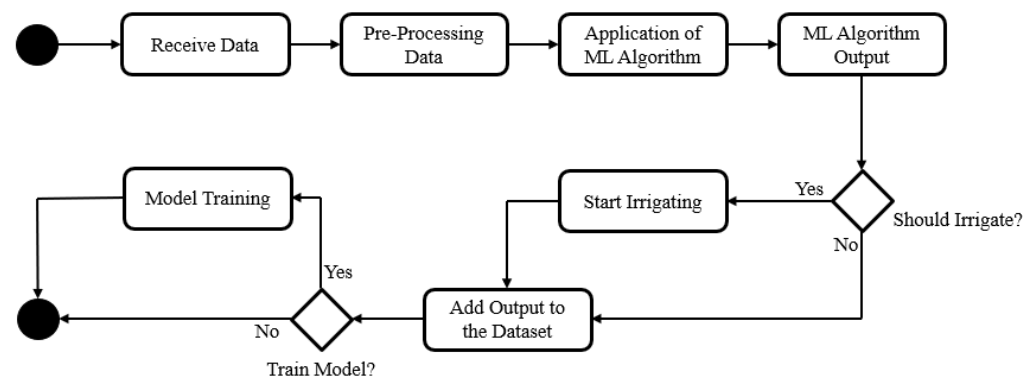 Receive Data
Pre-Processing
Data
Application of
ML Algorithm
ML Algorithm
Output
Should Irrigate?
Yes
No
Start Irrigating
Add Output to
the Dataset
Train Model?
Yes
No
Model Training